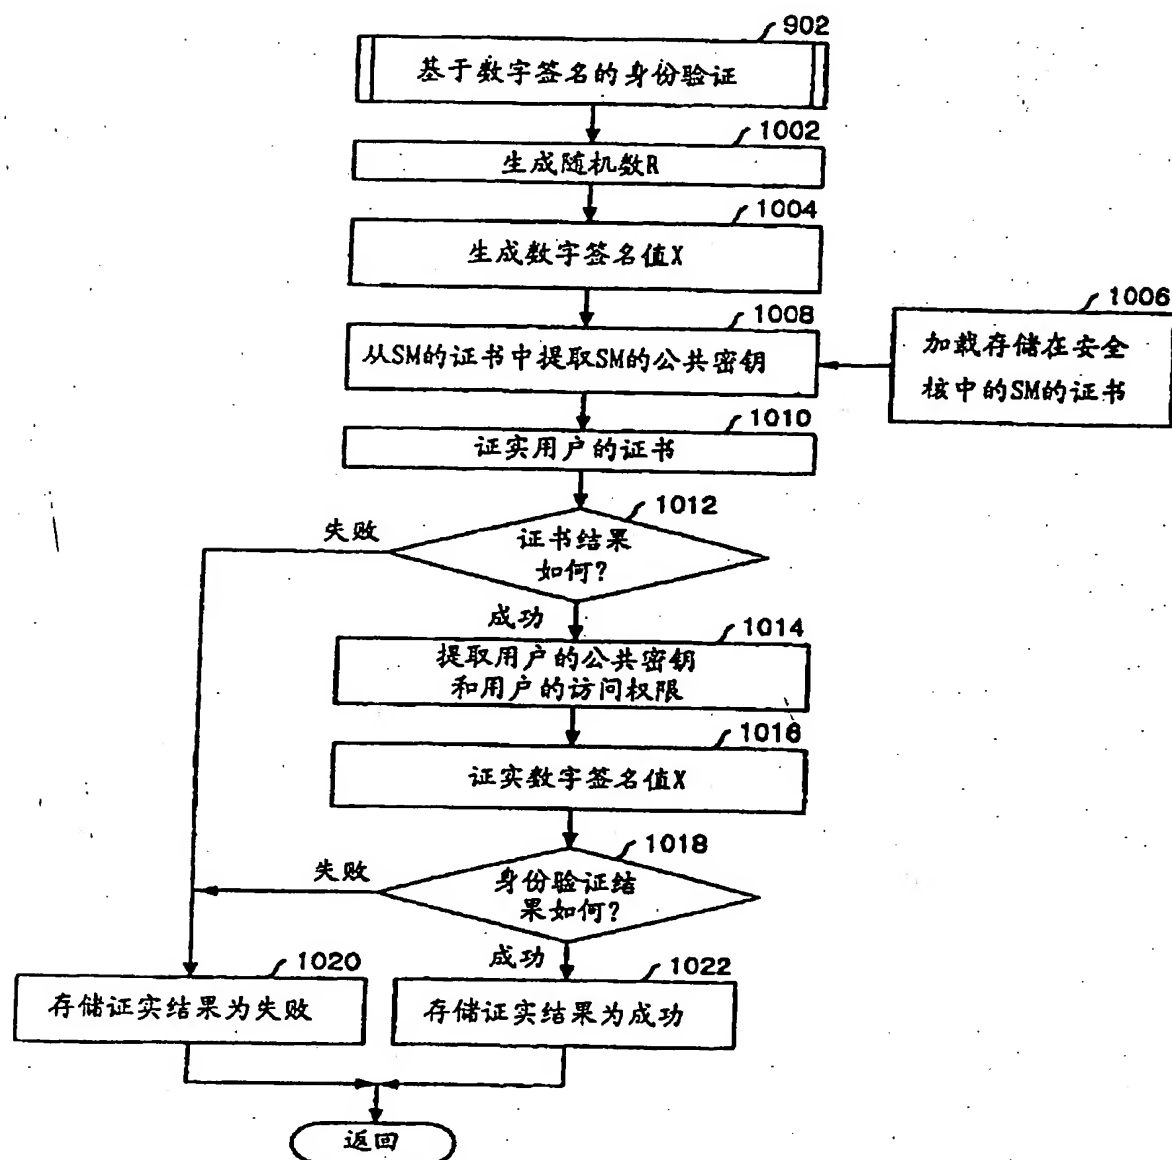 902
基于数字签名的身份验证
1002
生成随机数R
1004
生成数字签名值X
1008
从SM的证书中提取SM的公共密钥
1006
加载存储在安全
核中的SM的证书
1010
证实用户的证书
1012
失败
证书结果
如何?
成功
1014
提取用户的公共密钥
和用户的访问权限
1016
证实数字签名值X
1018
失败
身份验证结
果如何?
成功
1020
存储证实结果为失败
1022
存储证实结果为成功
返回